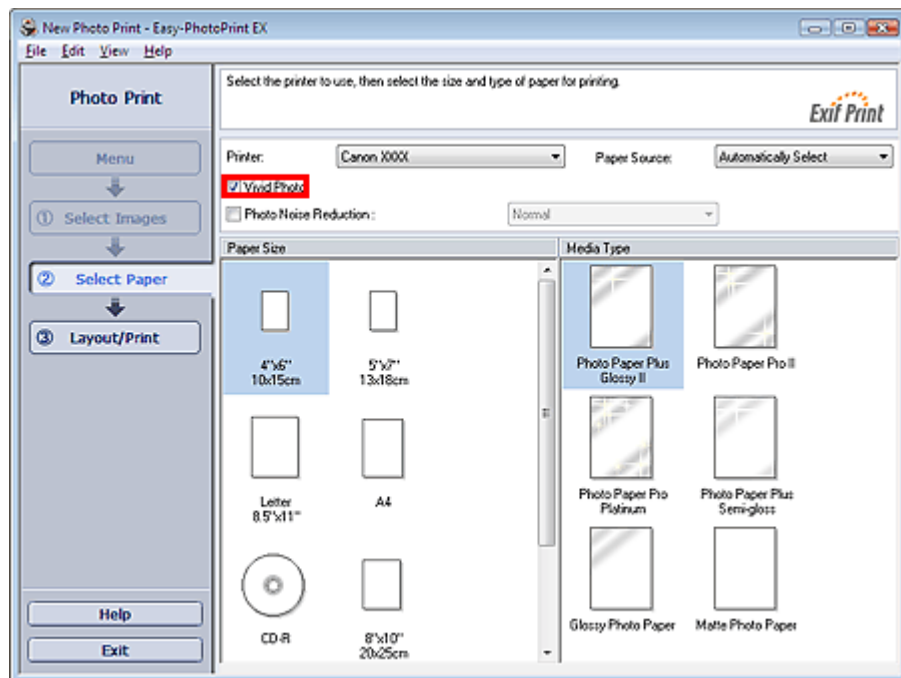 New Photo Print - Easy-PhotoPrint EX
File Edit View Help
Photo Print
Menu
① Select Images
② Select Paper
③ Layout/Print
Help
Exit
Select the printer to use, then select the size and type of paper for printing.
Exif Print
Printer: Canon XXXX Paper Source: Automatically Select
Vivid Photo
Photo Noise Reduction : Normal
Paper Size
4"x6"
10x15cm
5"x7"
13x18cm
Letter
8.5"x11"
A4
CD-R
8"x10"
20x25cm
Media Type
Photo Paper Plus
Glossy II
Photo Paper Pro II
Photo Paper Pro
Platinum
Photo Paper Plus
Semi-gloss
Glossy Photo Paper
Matte Photo Paper